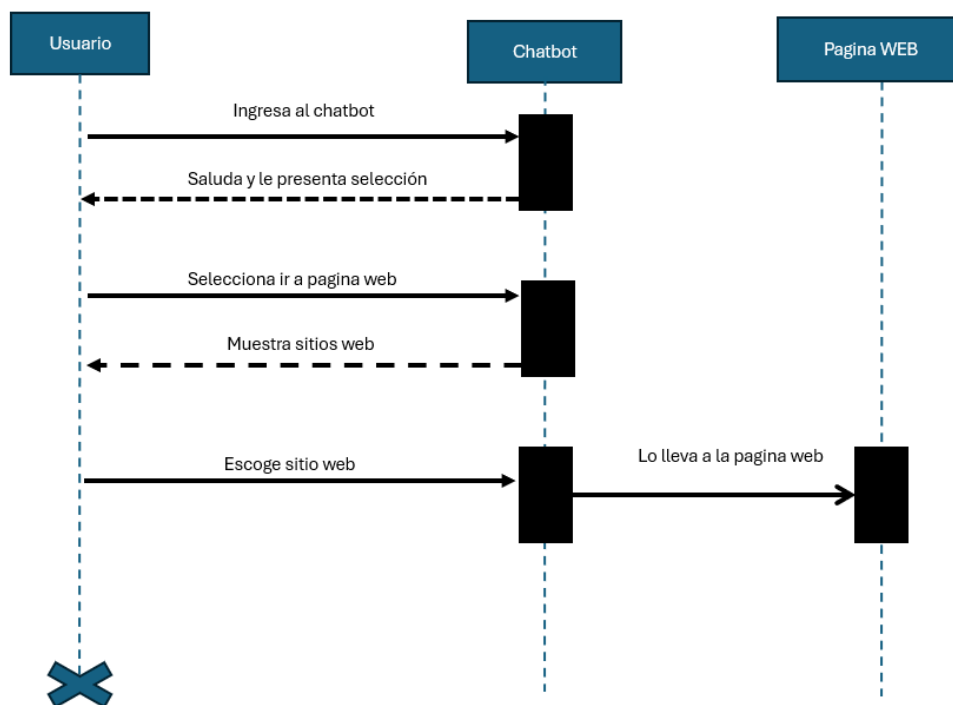 Usuario
Chatbot
Pagina WEB
Ingresa al chatbot
Saluda y le presenta selección
Selecciona ir a pagina web
Muestra sitios web
Escoge sitio web
Lo lleva a la pagina web